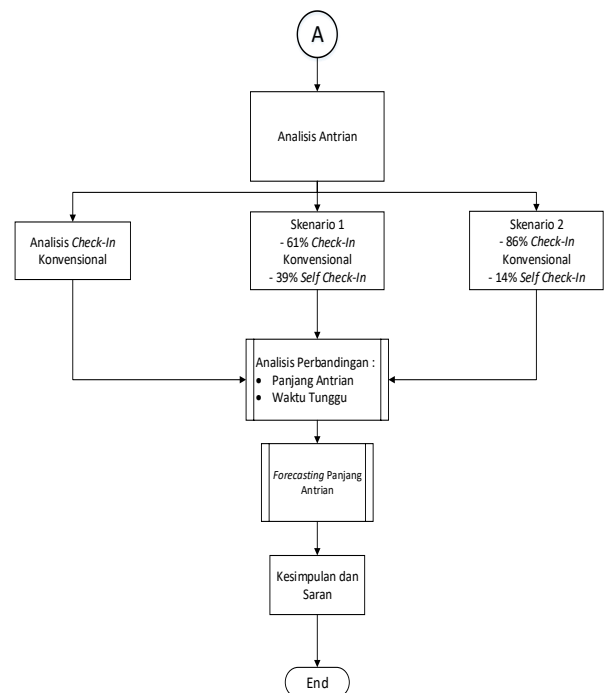 A
Analisis Antrian
Analisis Check-In
Konvensional
Skenario 1
- 61% Check-In
Konvensional
- 39% Self Check-In
Skenario 2
- 86% Check-In
Konvensional
- 14% Self Check-In
Analisis Perbandingan :
• Panjang Antrian
• Waktu Tunggu
Forecasting Panjang
Antrian
Kesimpulan dan
Saran
End